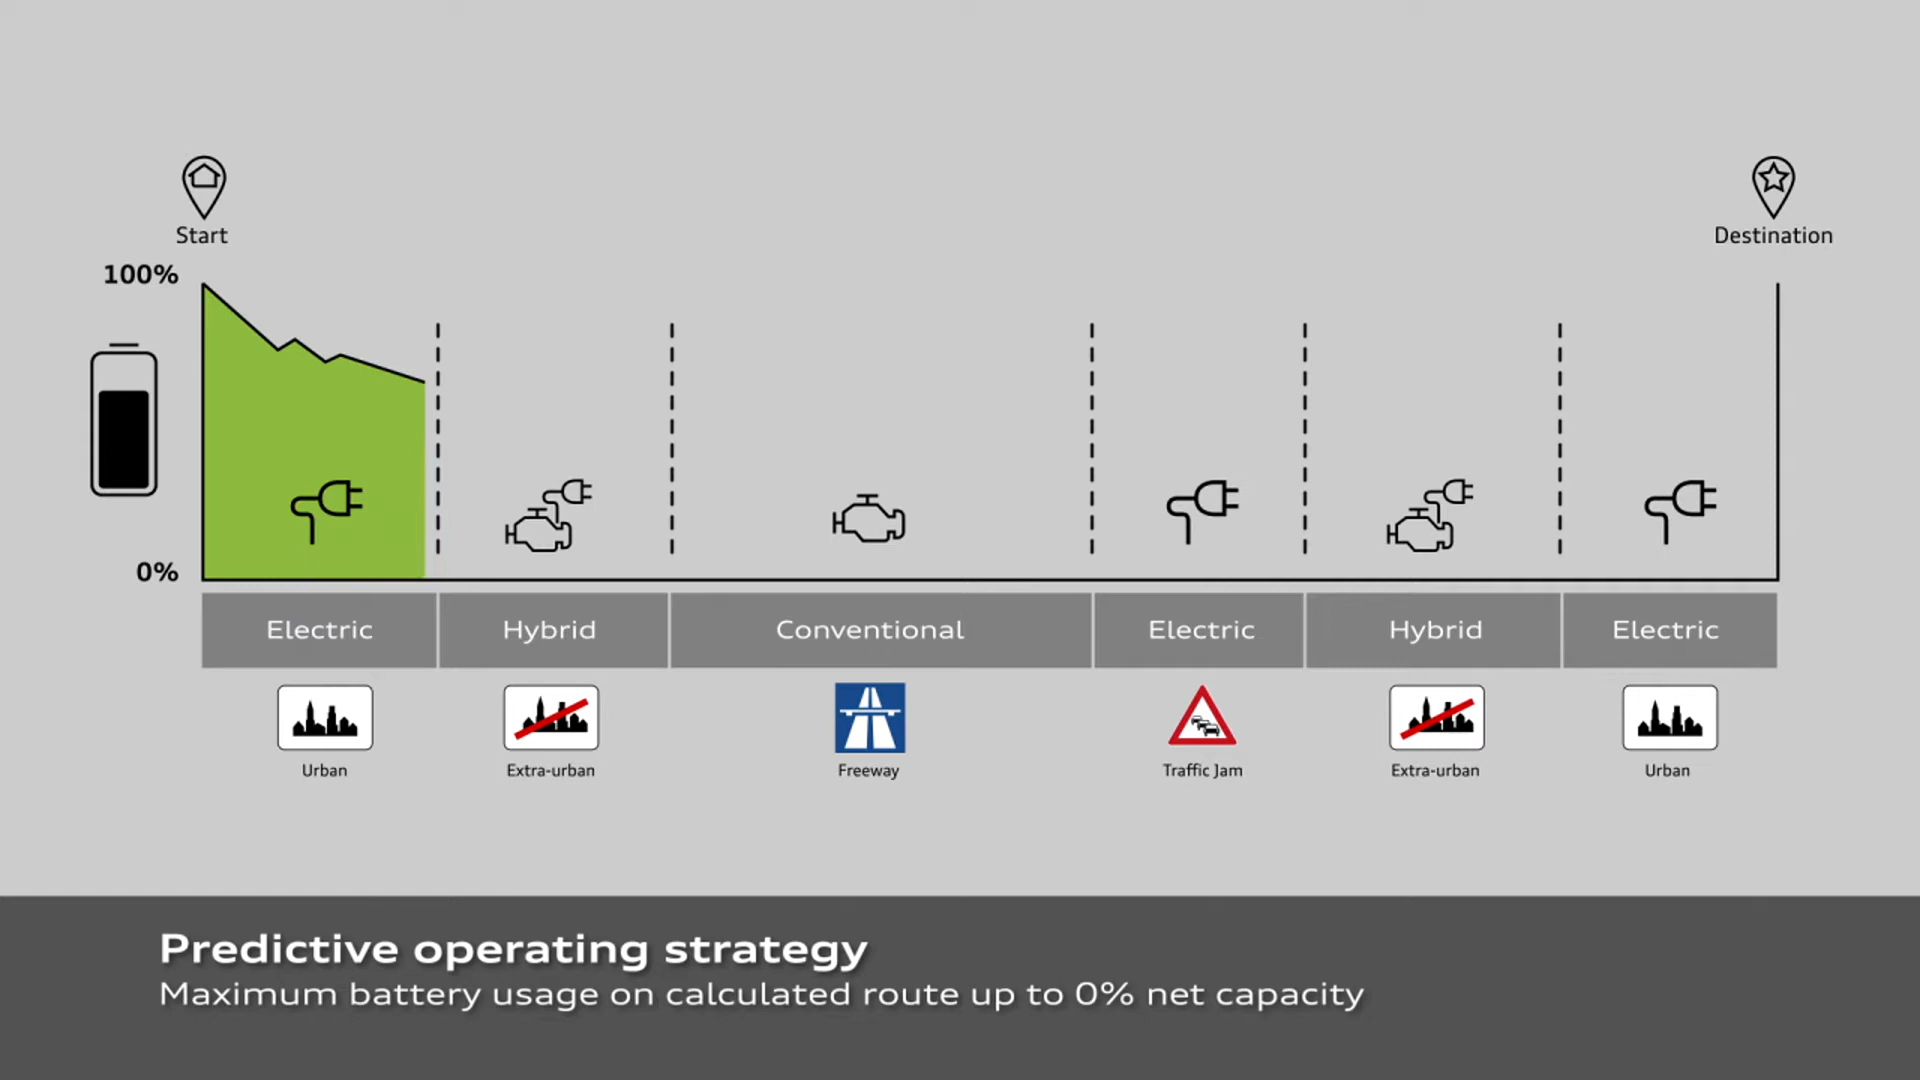 Start
Destination
100%
0%
Electric
Hybrid
Conventional
Electric
Hybrid
Electric
Urban
Extra-urban
Freeway
Traffic Jam
Extra-urban
Urban
Predictive operating strategy
Maximum battery usage on calculated route up to 0% net capacity